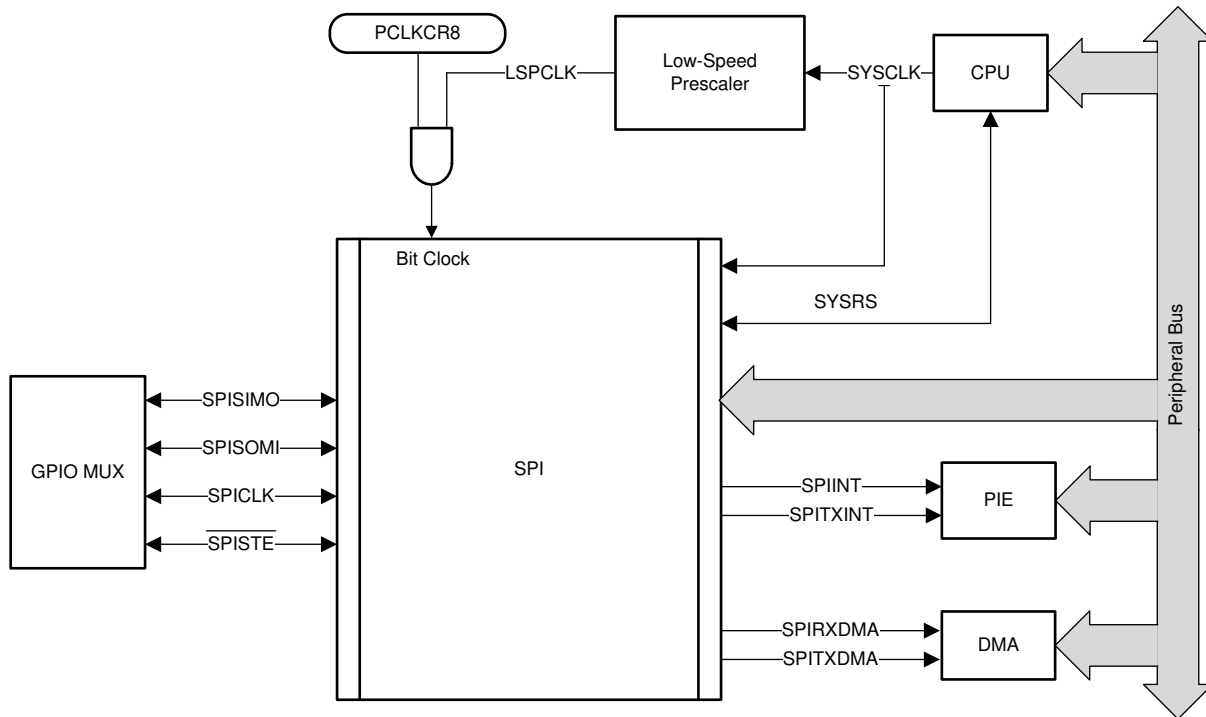 PCLKCR8
LSPCLK
Low-Speed
Prescaler
SYSCLK
CPU
Bit Clock
SYSRS
Peripheral Bus
GPIO MUX
SPISIMO
SPISOMI
SPICLK
SPISTE
SPI
SPIINT
SPITXINT
PIE
SPIRXDMA
SPITXDMA
DMA